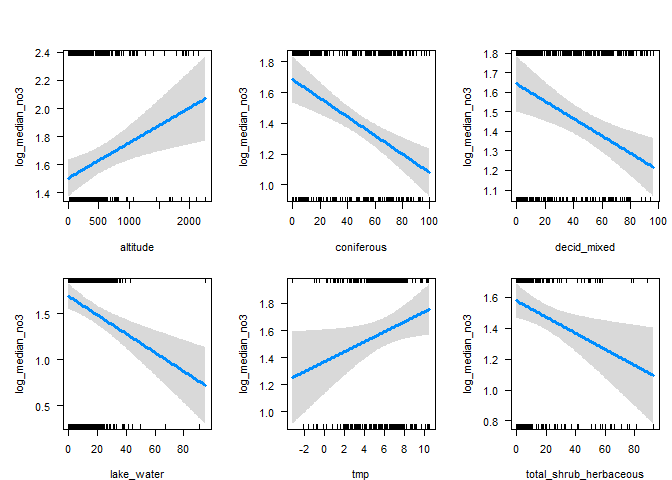 2.4
2.2
2.0
1.8
1.6
1.4
log_median_no3
0 500 1000 2000
altitude
1.8
1.6
1.4
1.2
1.0
log_median_no3
0 20 40 60 80 100
coniferous
1.8
1.7
1.6
1.5
1.4
1.3
1.2
1.1
log_median_no3
0 20 40 60 80 100
decid_mixed
1.5
1.0
0.5
log_median_no3
0 20 40 60 80
lake_water
1.8
1.6
1.4
1.2
1.0
log_median_no3
-2 0 2 4 6 8 10
tmp
1.6
1.4
1.2
1.0
0.8
log_median_no3
0 20 40 60 80
total_shrub_herbaceous